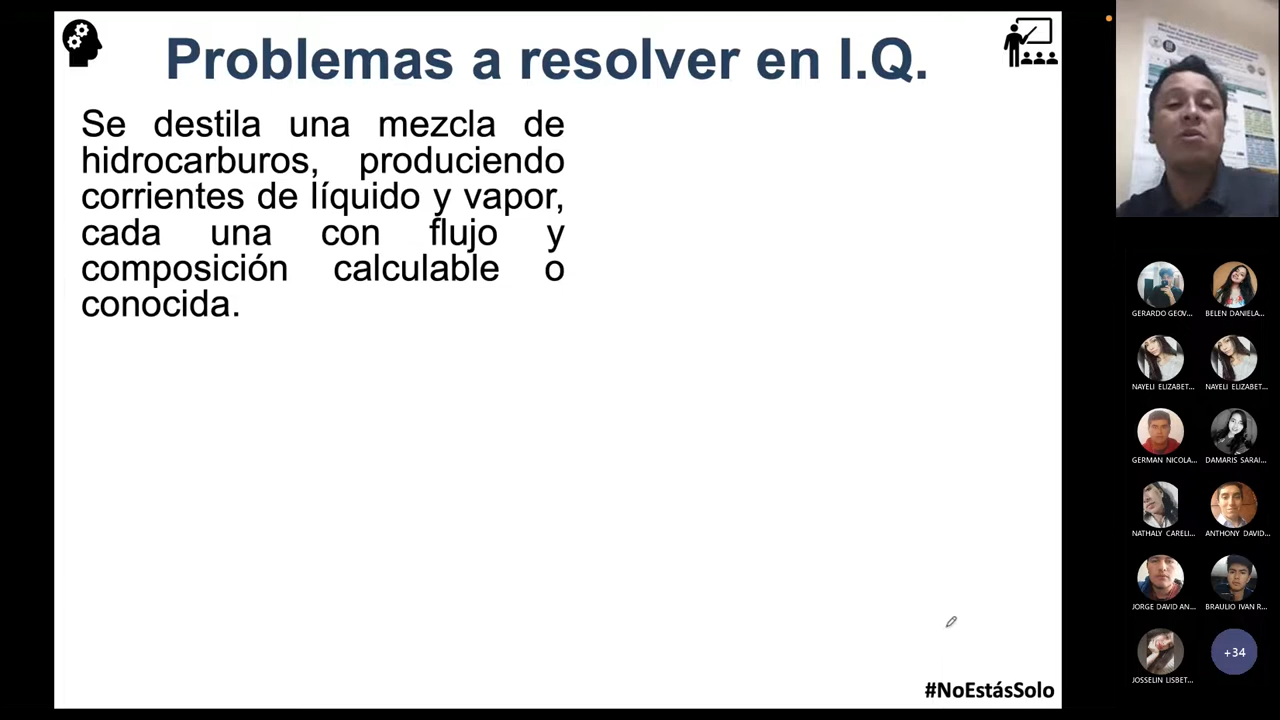 Problemas a resolver en I.Q.
Se destila una mezcla de
hidrocarburos, produciendo
corrientes de líquido y vapor,
cada una con flujo y
composición calculable o
conocida.
#NoEstásSolo
GERARDO GEOV...
BELEN DANIELA...
NAYELI ELIZABET...
NAYELI ELIZABET...
GERMAN NICOLA...
DAMARIS SARAI...
NATHALY CARELI...
ANTHONY DAVID...
JORGE DAVID AN...
BRAULIO IVAN R...
JOSSELIN LISBET...
+34